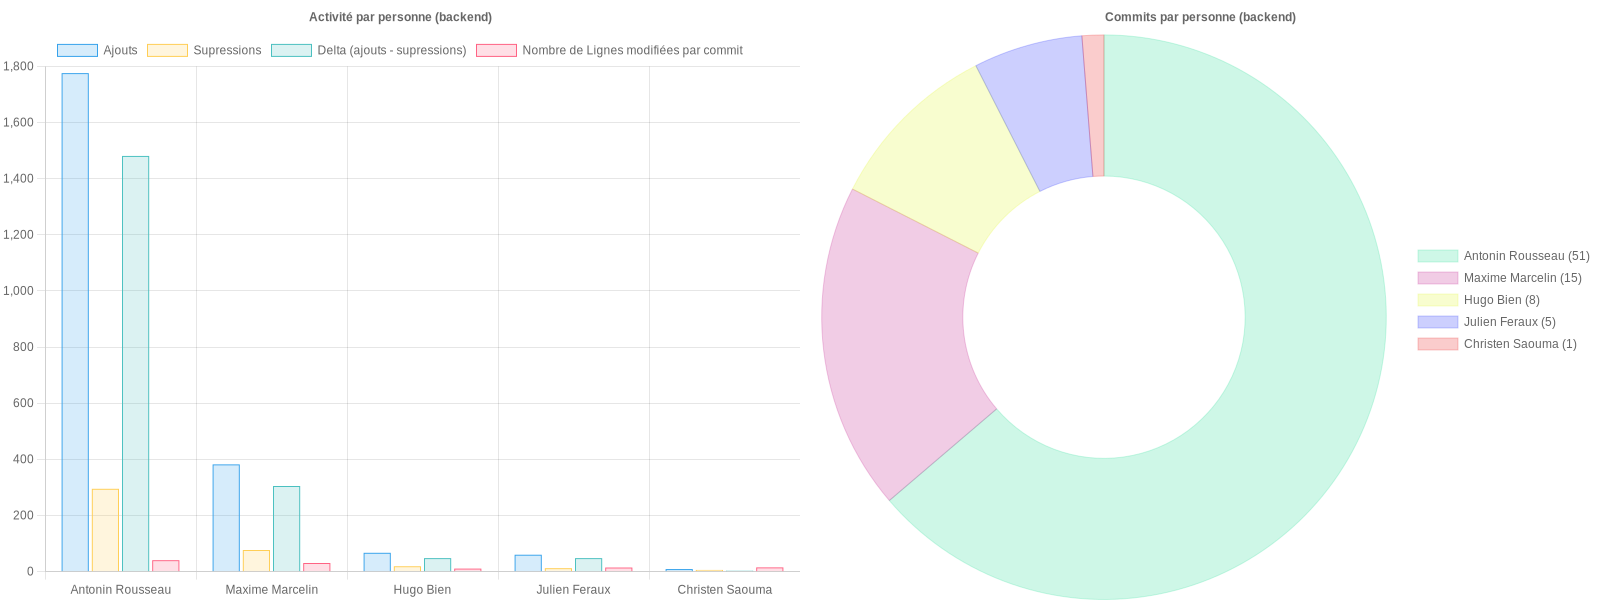 Activité par personne (backend)
Ajouts
Supressions
Delta (ajouts - supressions)
Nombre de Lignes modifiées par commit
1,800
1,600
1,400
1,200
1,000
800
600
400
200
0
Antonin Rousseau
Maxime Marcelin
Hugo Bien
Julien Feraux
Christen Saouma
Commits par personne (backend)
Antonin Rousseau (51)
Maxime Marcelin (15)
Hugo Bien (8)
Julien Feraux (5)
Christen Saouma (1)